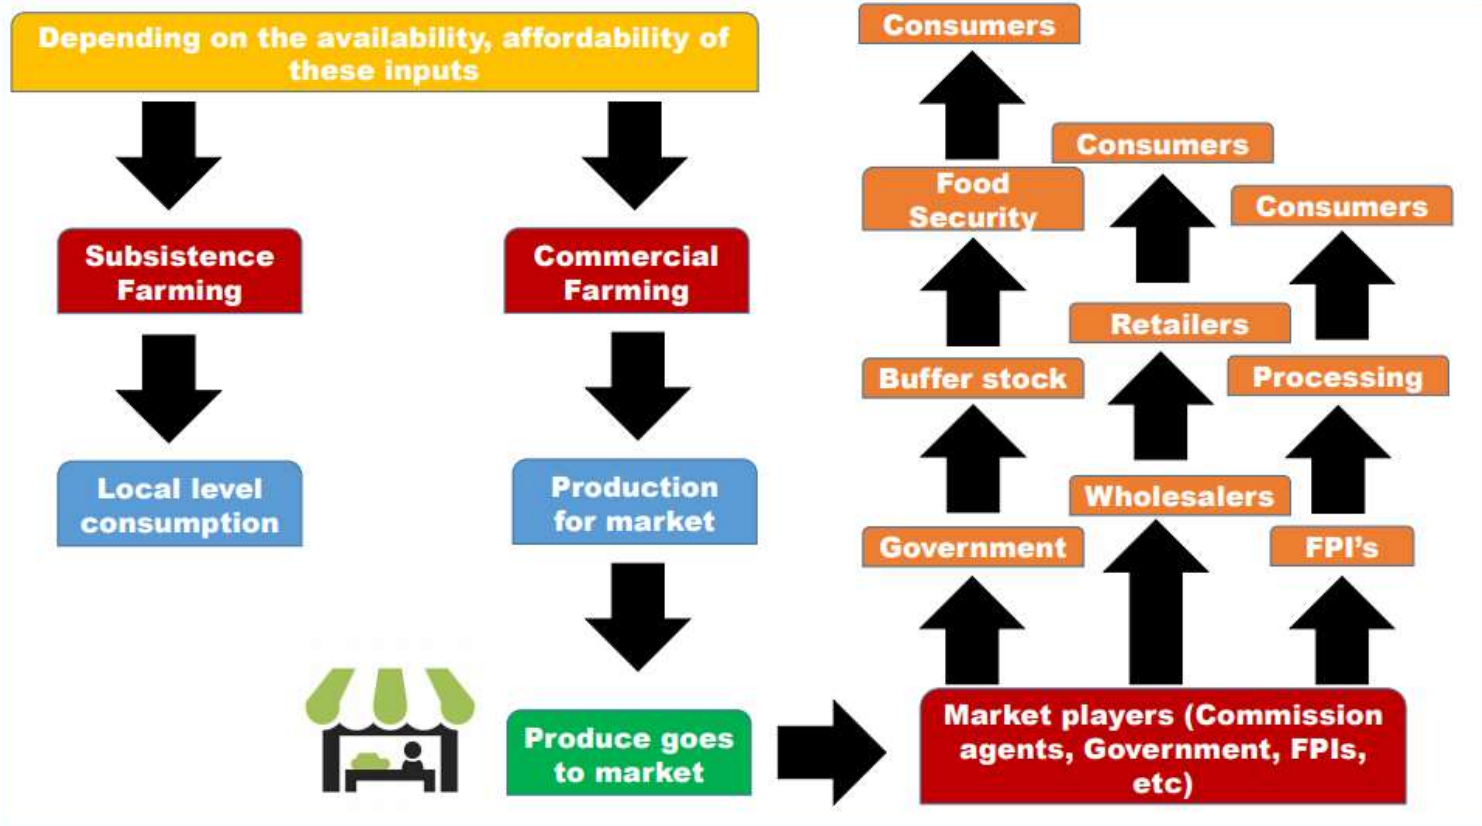 Depending on the availability, affordability of
these inputs
Subsistence
Farming
Local level
consumption
Commercial
Farming
Production
for market
Produce goes
to market
Market players (Commission
agents, Government, FPIs,
etc)
Government
Buffer stock
Food
Security
Consumers
Wholesalers
Retailers
Consumers
FPI's
Processing
Consumers